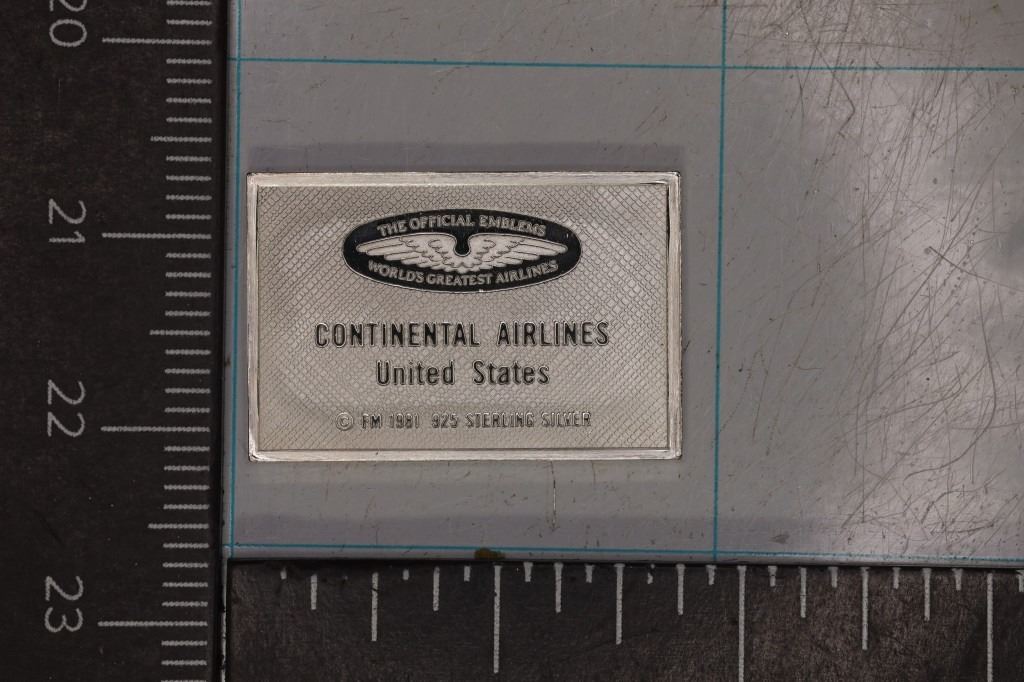 20
21
22
23
THE OFFICIAL EMBLEMS
WORLD'S GREATEST AIRLINES
CONTINENTAL AIRLINES
United States
© FM 1981 925 STERLING SILVER